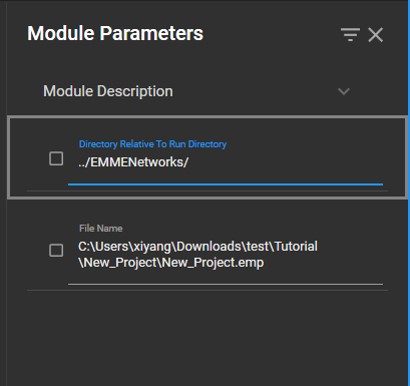 Module Parameters
Module Description
Directory Relative To Run Directory
../EMMENetworks/
File Name
C:\Users\xiyang\Downloads\test\Tutorial
\New_Project\New_Project.emp